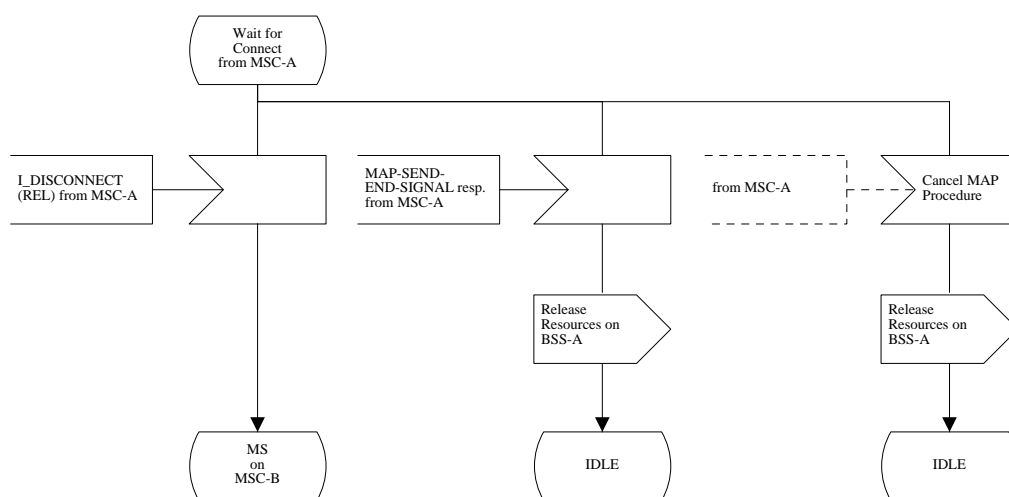 Wait for
Connect
from MSC-A
I_DISCONNECT
(REL) from MSC-A
MAP-SEND-
END-SIGNAL resp.
from MSC-A
from MSC-A
Cancel MAP
Procedure
Release
Resources on
BSS-A
Release
Resources on
BSS-A
MS
on
MSC-B
IDLE
IDLE